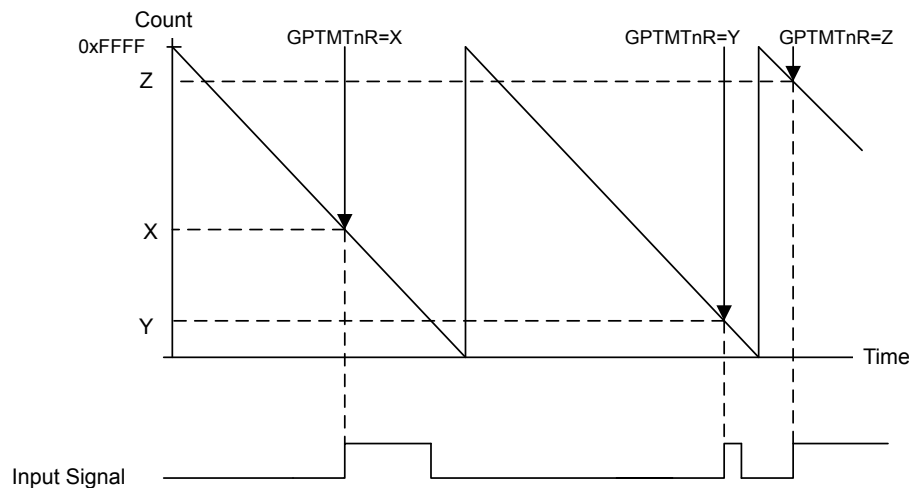 Count
0xFFFF
GPTMTnR=X
GPTMTnR=Y
GPTMTnR=Z
Z
X
Y
Time
Input Signal